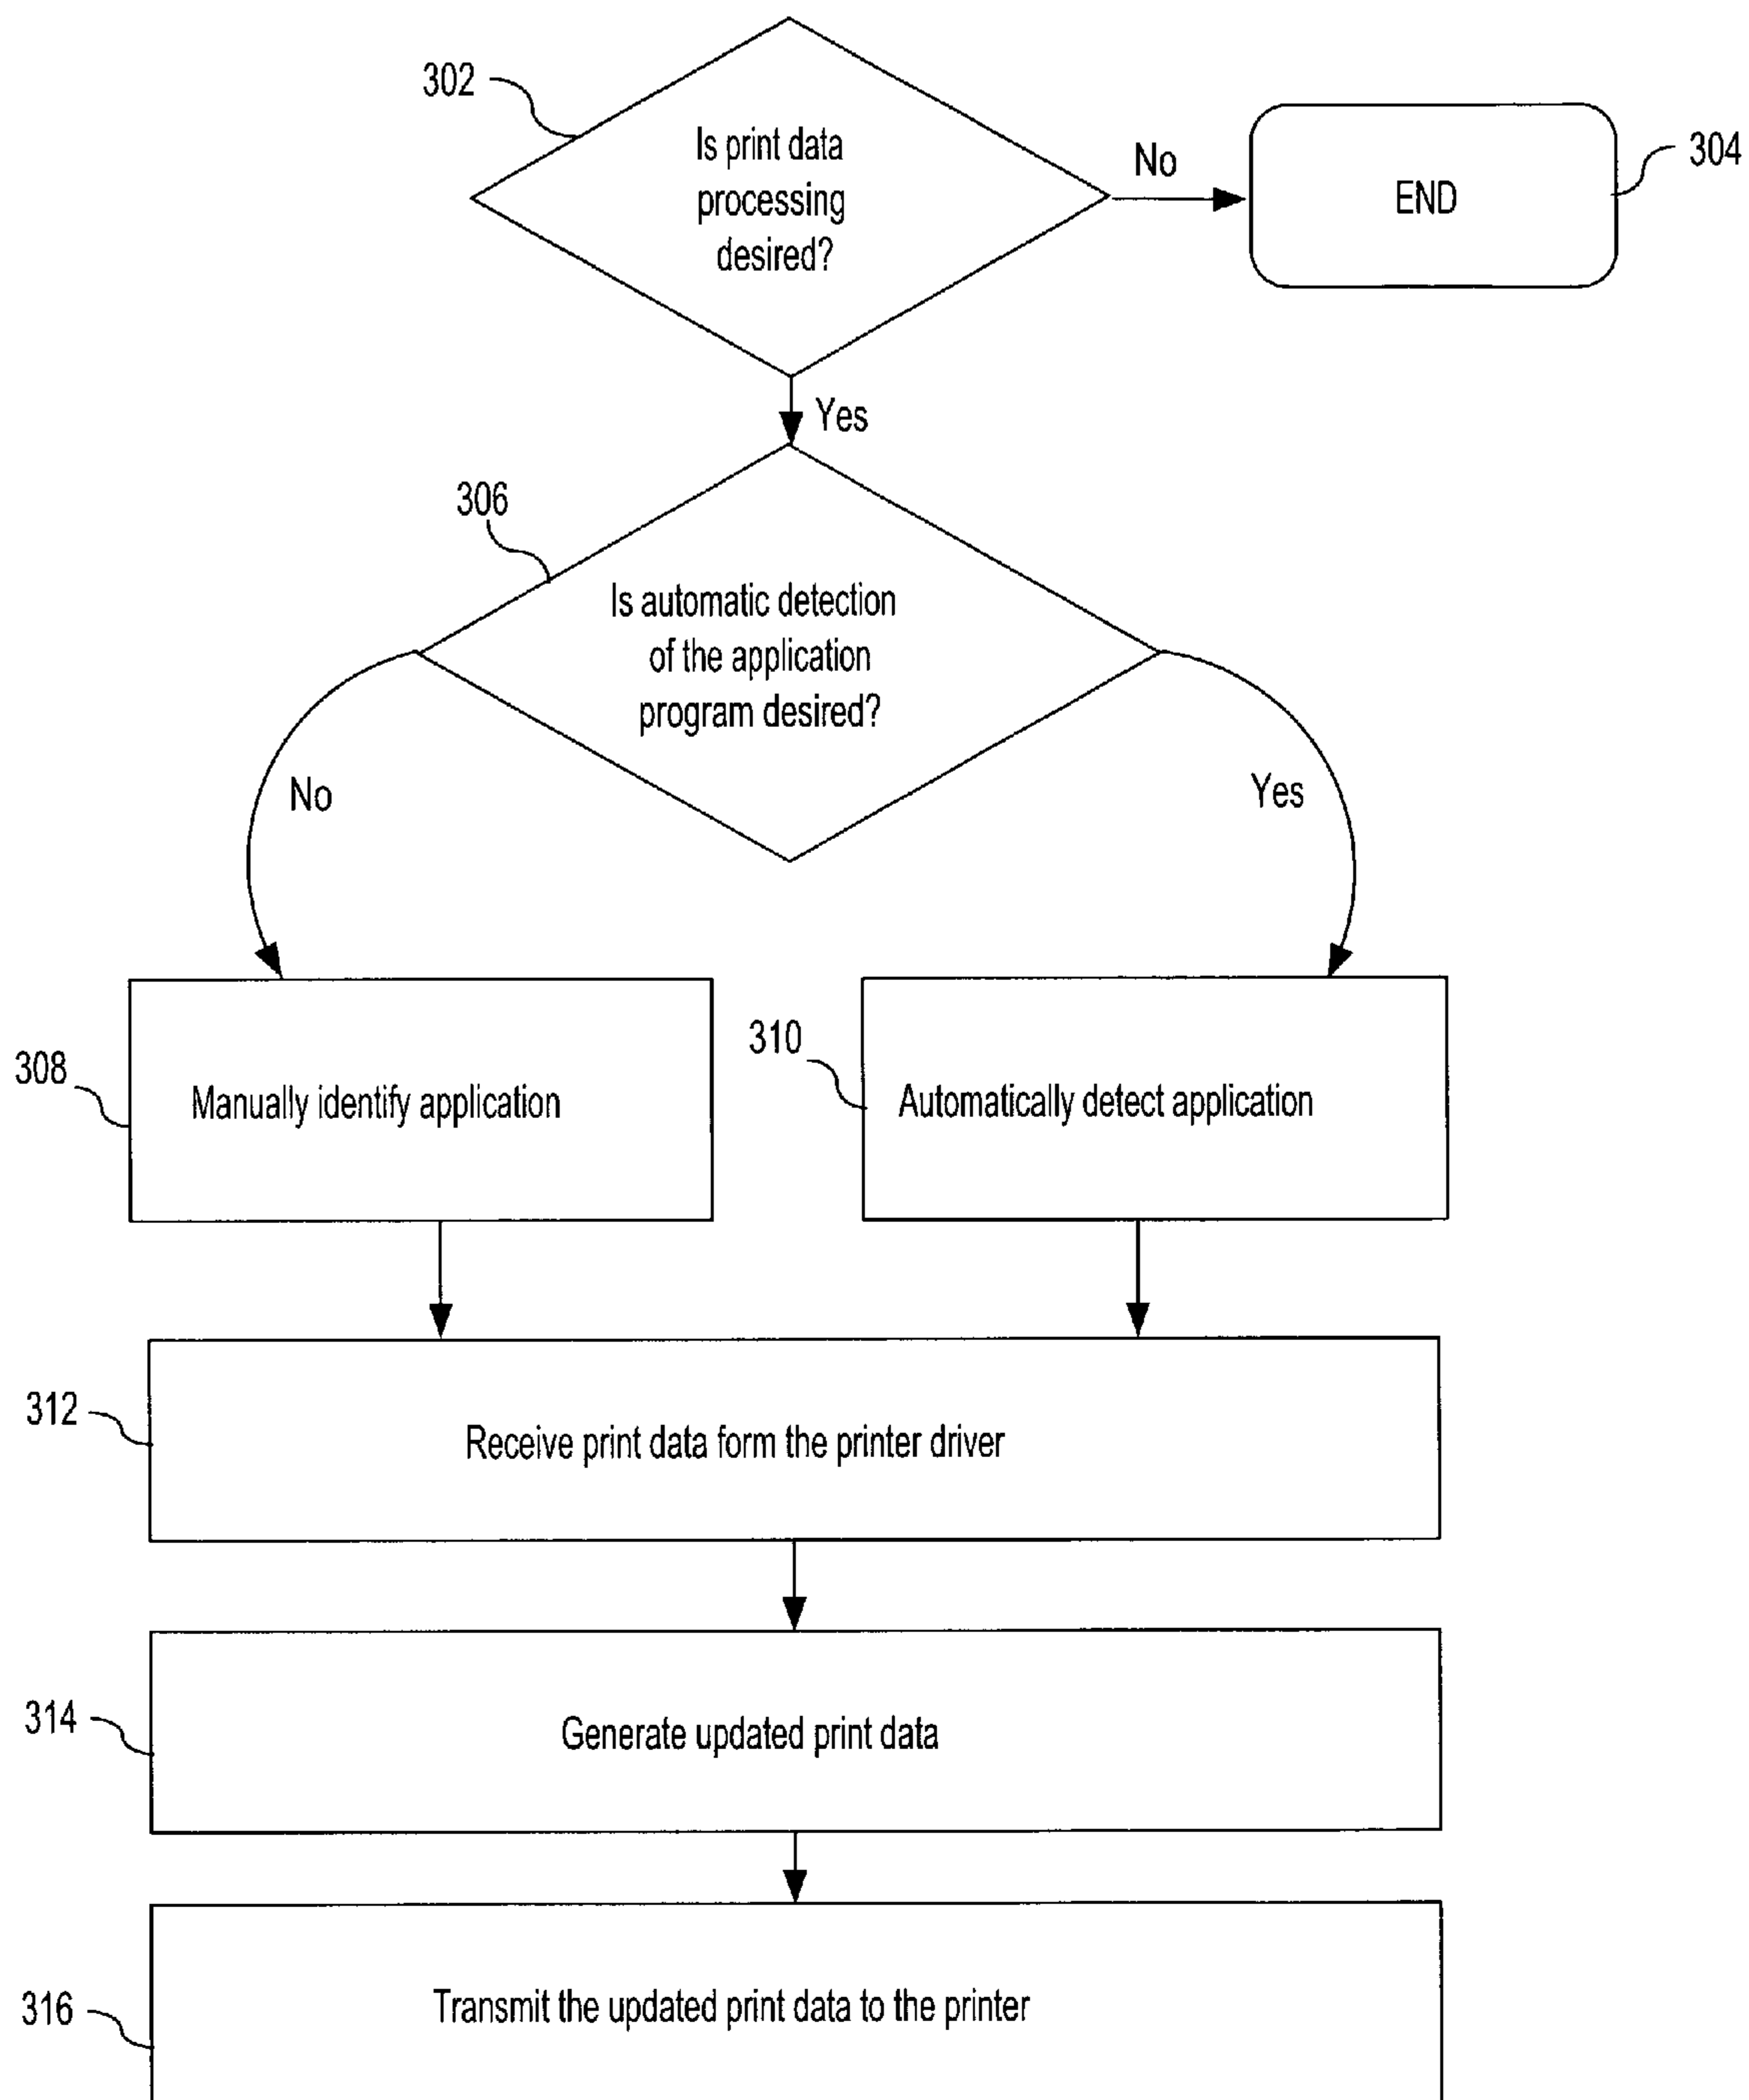 302
Is print data
processing
desired?
No
END
304
Yes
306
Is automatic detection
of the application
program desired?
No
Yes
308
Manually identify application
310
Automatically detect application
312
Receive print data form the printer driver
314
Generate updated print data
316
Transmit the updated print data to the printer